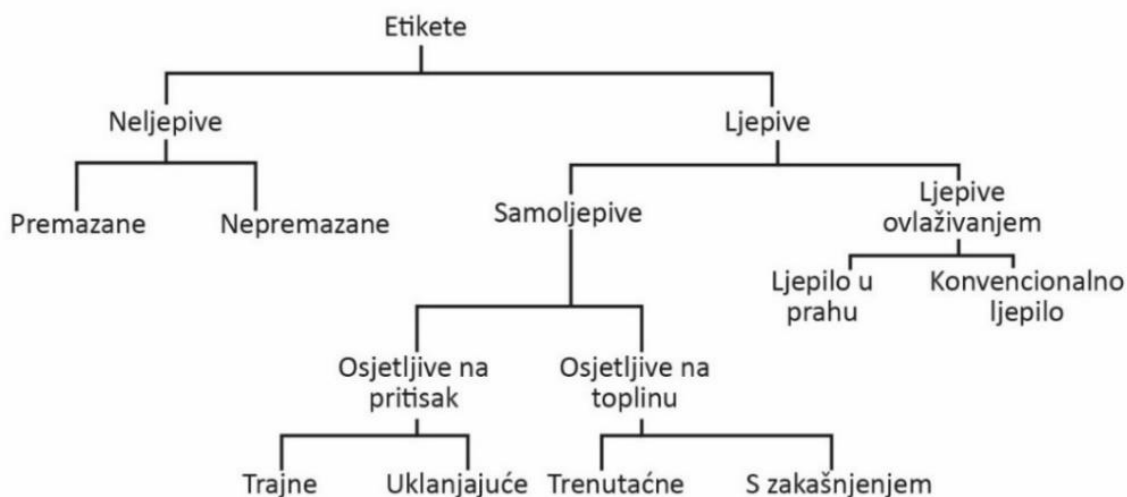 Etikete
Neljepive
Ljepive
Premazane
Nepremazane
Samoljepive
Ljepive
ovlaživanjem
Ljepilo u
prahu
Konvencionalno
ljepilo
Osjetljive na
pritisak
Osjetljive na
toplinu
Trajne
Uklanjajuće
Trenutaćne
S zakašnjenjem